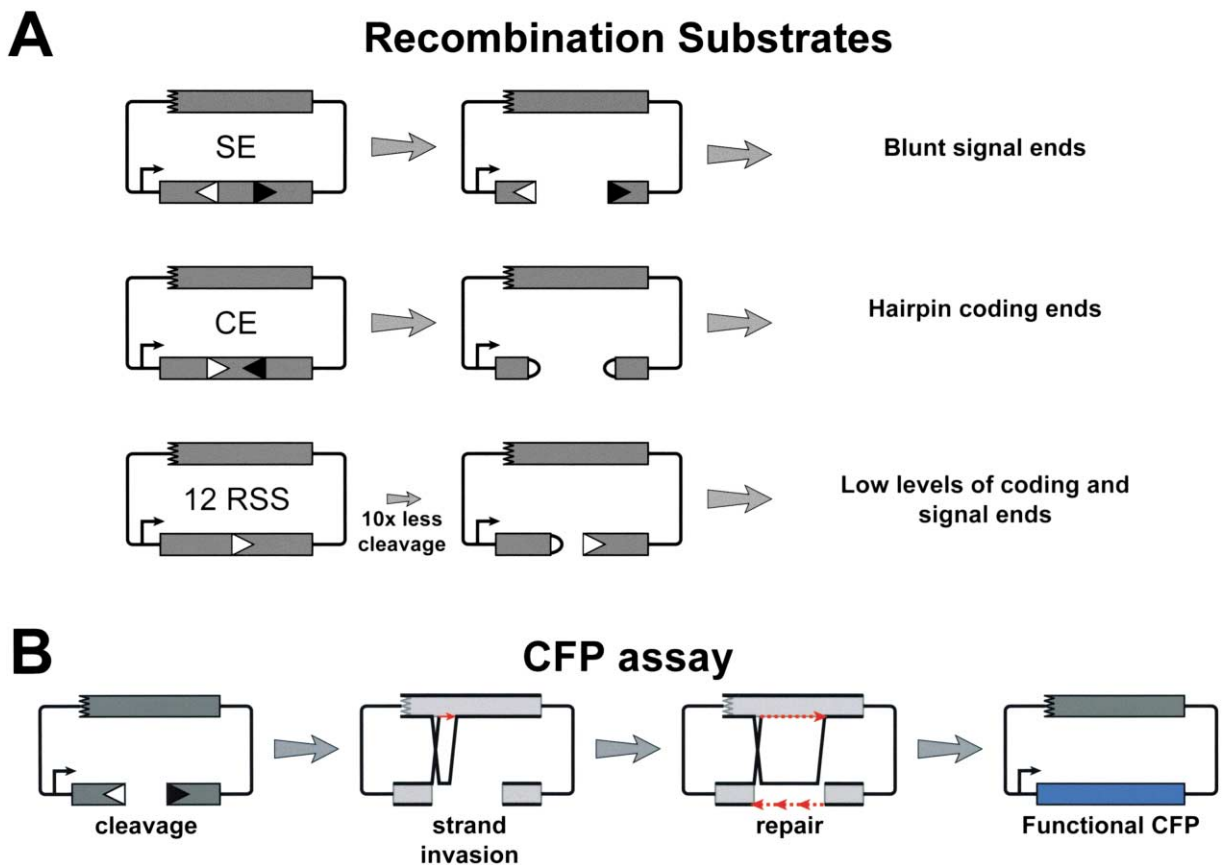 A
Recombination Substrates
SE
Blunt signal ends
CE
Hairpin coding ends
12 RSS
10x less
cleavage
Low levels of coding and
signal ends
B
CFP assay
cleavage
strand
invasion
repair
Functional CFP